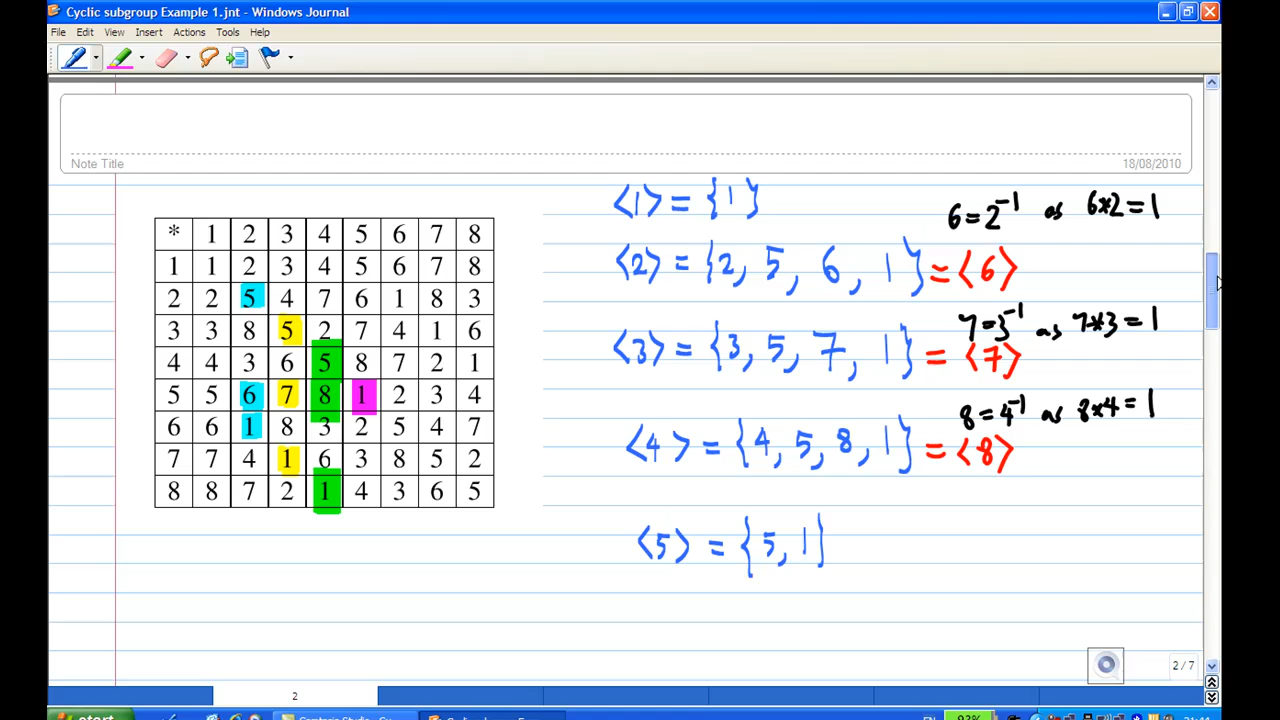 Cyclic subgroup Example 1.jnt - Windows Journal
File Edit View Insert Actions Tools Help
Note Title
18/08/2010
* 1 2 3 4 5 6 7 8
1 1 2 3 4 5 6 7 8
2 2 5 4 7 6 1 8 3
3 3 8 5 2 7 4 1 6
4 4 3 6 5 8 7 2 1
5 5 6 7 8 1 2 3 4
6 6 1 8 3 2 5 4 7
7 7 4 1 6 3 8 5 2
8 8 7 2 1 4 3 6 5
⟨1⟩ = {1}
6=2⁻¹ as 6*2=1
⟨2⟩ = {2, 5, 6, 1} = ⟨6⟩
7=3⁻¹ as 7*3=1
⟨3⟩ = {3, 5, 7, 1} = ⟨7⟩
8=4⁻¹ as 8*4=1
⟨4⟩ = {4, 5, 8, 1} = ⟨8⟩
⟨5⟩ = {5, 1}
2 / 7
2